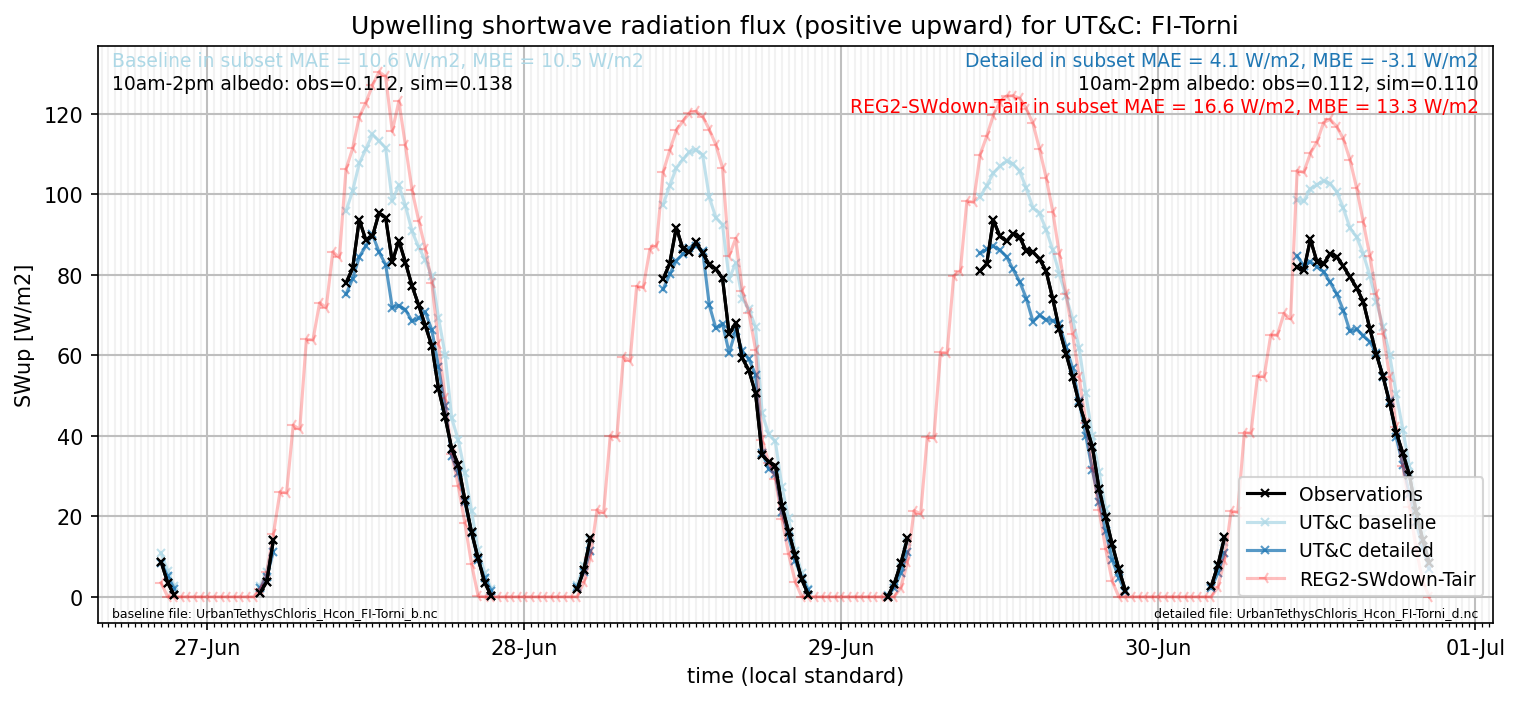 Upwelling shortwave radiation flux (positive upward) for UT&C: FI-Torni
Baseline in subset MAE = 10.6 W/m2, MBE = 10.5 W/m2
10am-2pm albedo: obs=0.112, sim=0.138
Detailed in subset MAE = 4.1 W/m2, MBE = -3.1 W/m2
10am-2pm albedo: obs=0.112, sim=0.110
REG2-SWdown-Tair in subset MAE = 16.6 W/m2, MBE = 13.3 W/m2
SWup [W/m2]
120
100
80
60
40
20
0
Observations
UT&C baseline
UT&C detailed
REG2-SWdown-Tair
baseline file: UrbanTethysChloris_Hcon_FI-Torni_b.nc
detailed file: UrbanTethysChloris_Hcon_FI-Torni_d.nc
27-Jun
28-Jun
29-Jun
30-Jun
01-Jul
time (local standard)